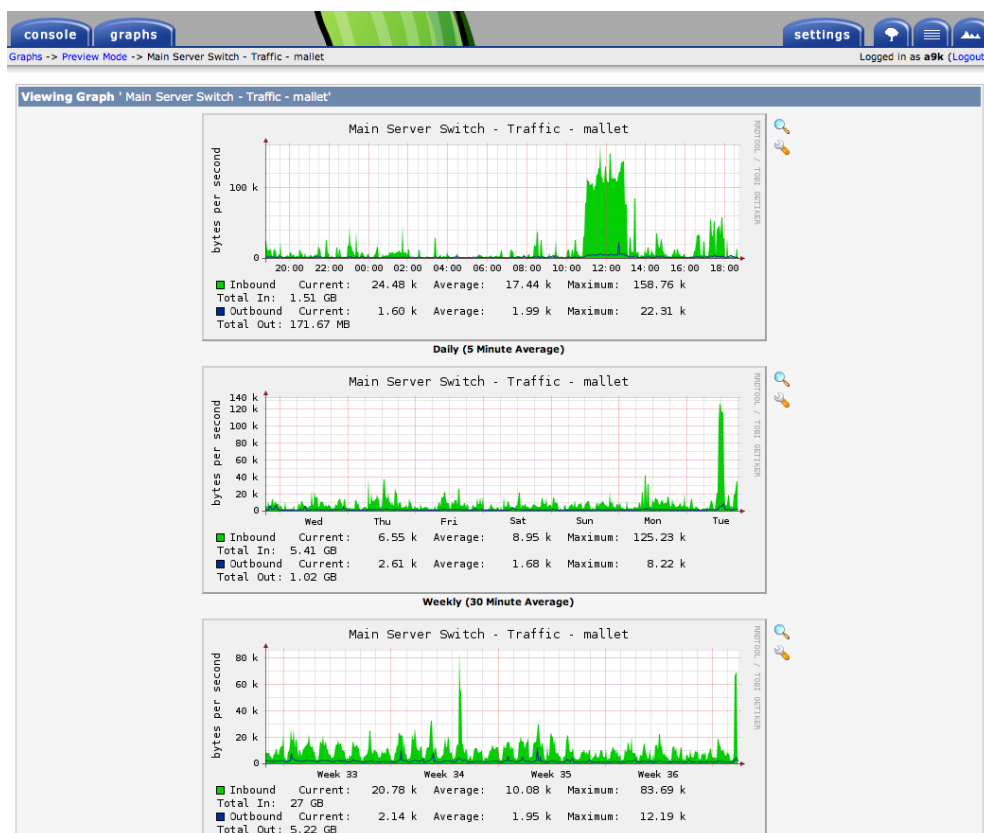 console graphs settings
Graphs -> Preview Mode -> Main Server Switch - Traffic - mallet Logged in as a9k (Logout
Viewing Graph ' Main Server Switch - Traffic - mallet'
Main Server Switch - Traffic - mallet
RRDTOOL / TOBI OETIKER
bytes per second
100 k
0
20:00 22:00 00:00 02:00 04:00 06:00 08:00 10:00 12:00 14:00 16:00 18:00
Inbound Current: 24.48 k Average: 17.44 k Maximum: 158.76 k
Total In: 1.51 GB
Outbound Current: 1.60 k Average: 1.99 k Maximum: 22.31 k
Total Out: 171.67 MB
Daily (5 Minute Average)
Main Server Switch - Traffic - mallet
RRDTOOL / TOBI OETIKER
bytes per second
140 k
120 k
100 k
80 k
60 k
40 k
20 k
0
Wed Thu Fri Sat Sun Mon Tue
Inbound Current: 6.55 k Average: 8.95 k Maximum: 125.23 k
Total In: 5.41 GB
Outbound Current: 2.61 k Average: 1.68 k Maximum: 8.22 k
Total Out: 1.02 GB
Weekly (30 Minute Average)
Main Server Switch - Traffic - mallet
RRDTOOL / TOBI OETIKER
bytes per second
80 k
60 k
40 k
20 k
0
Week 33 Week 34 Week 35 Week 36
Inbound Current: 20.78 k Average: 10.08 k Maximum: 83.69 k
Total In: 27 GB
Outbound Current: 2.14 k Average: 1.95 k Maximum: 12.19 k
Total Out: 5.22 GB